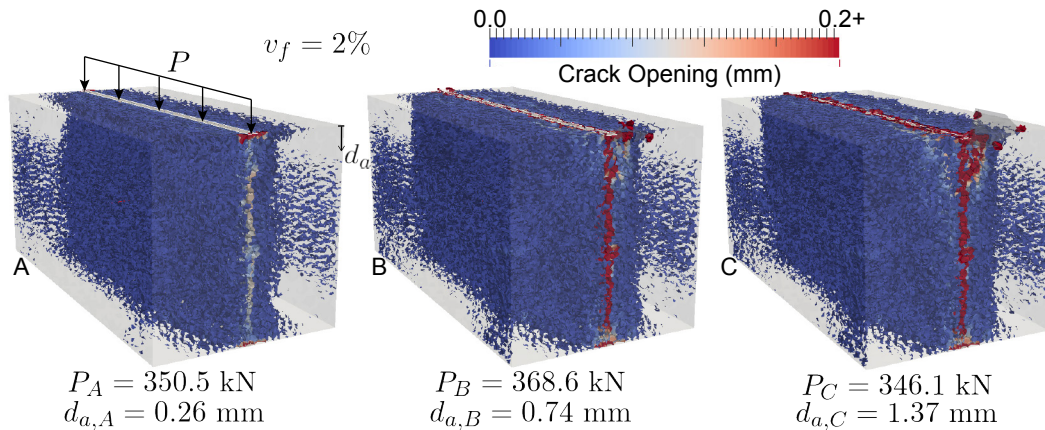 0.0 0.2+
v_f = 2%
P
Crack Opening (mm)
d_a
A
B
C
P_A = 350.5 kN
d_{a,A} = 0.26 mm
P_B = 368.6 kN
d_{a,B} = 0.74 mm
P_C = 346.1 kN
d_{a,C} = 1.37 mm